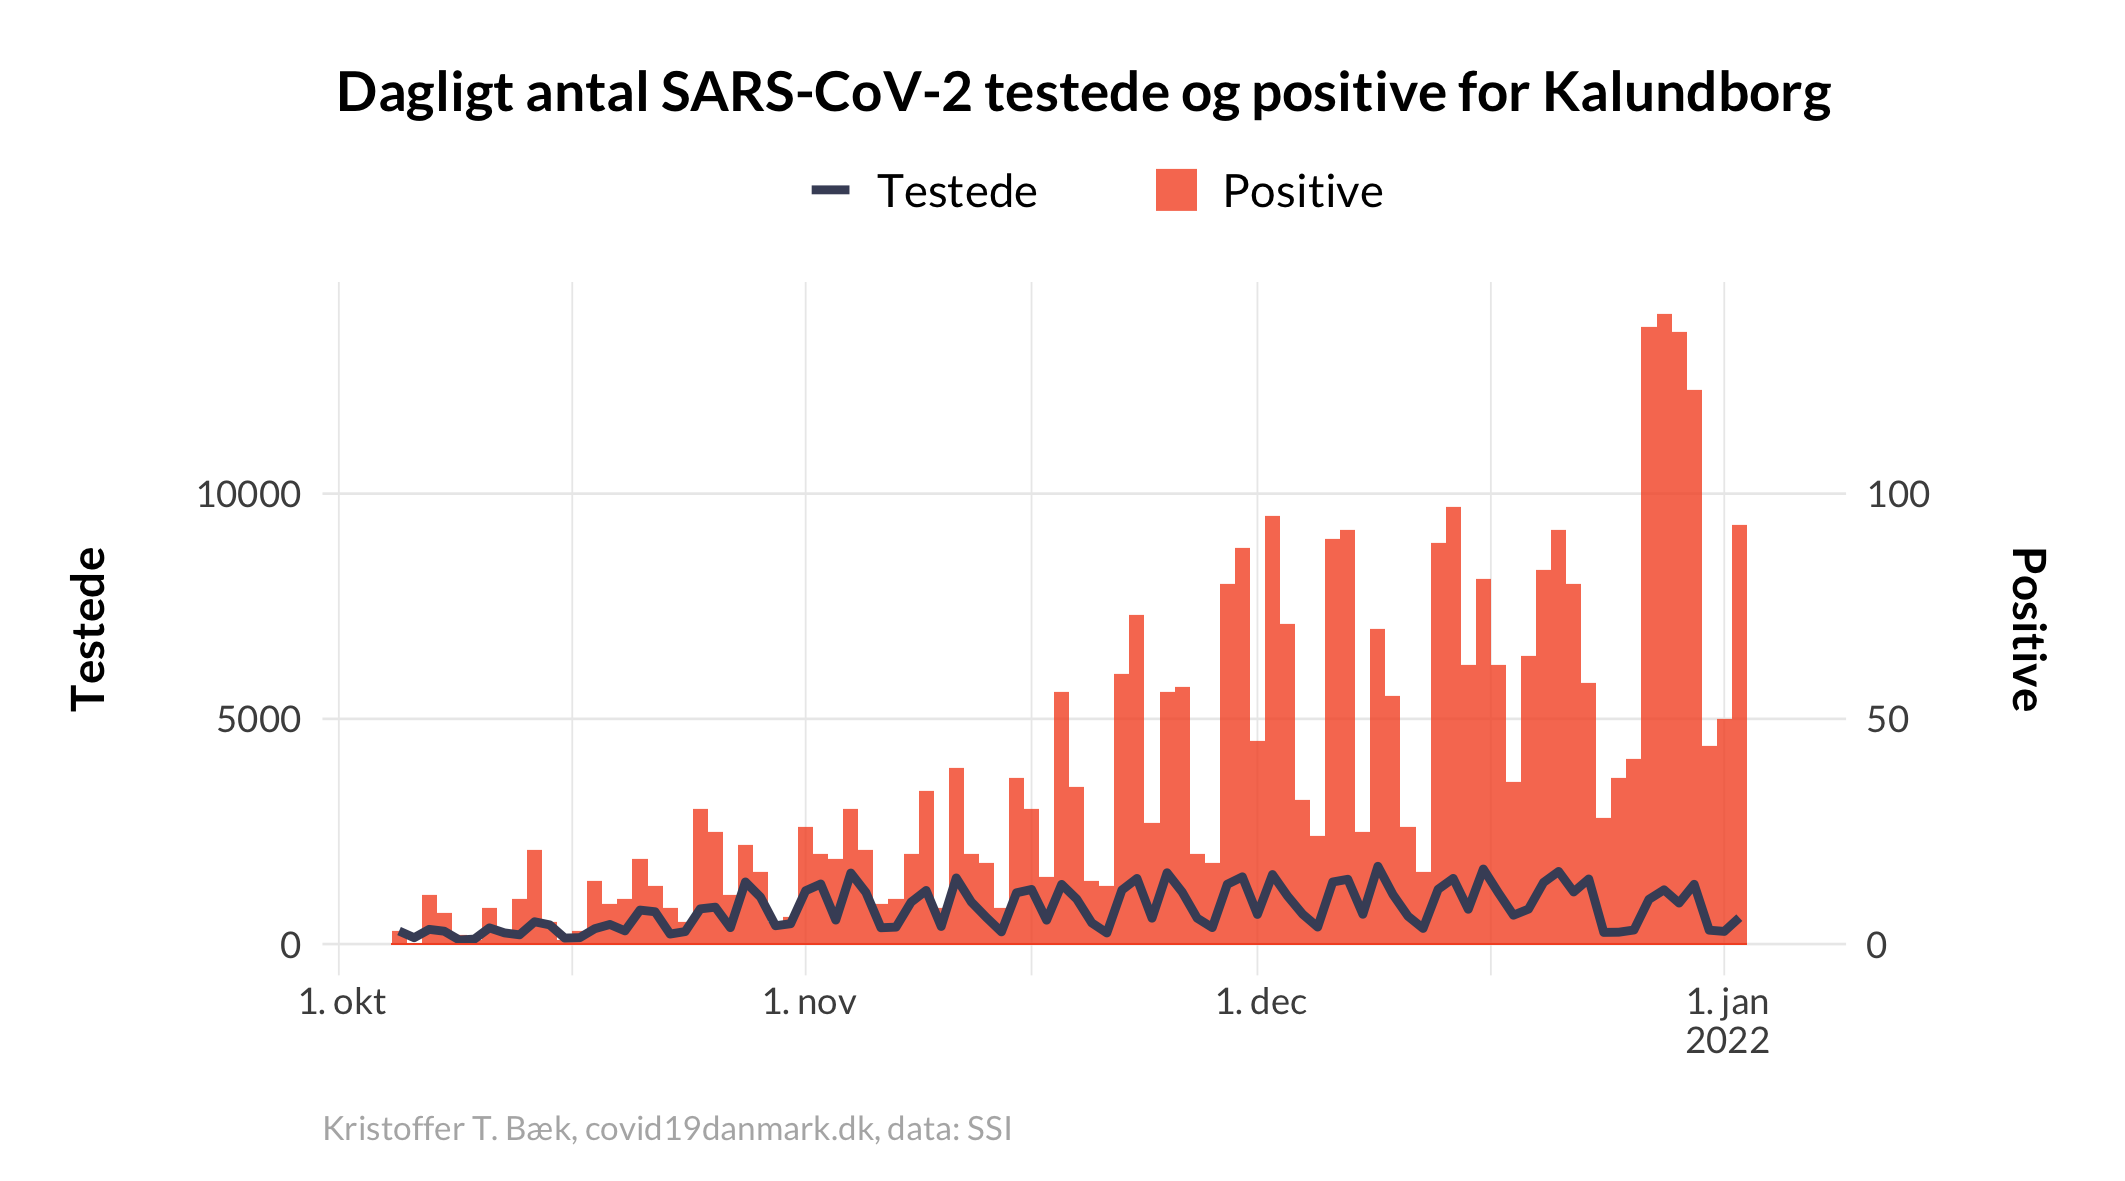 Dagligt antal SARS-CoV-2 testede og positive for Kalundborg
Testede
Positive
10000
5000
0
Testede
100
50
0
Positive
1. okt
1. nov
1. dec
1. jan
2022
Kristoffer T. Bæk, covid19danmark.dk, data: SSI